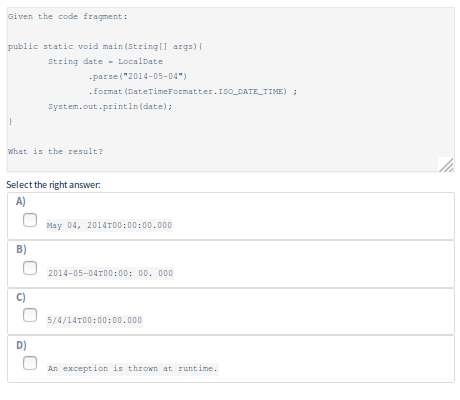 Given the code fragment:
public static void main(String[] args){
String date = LocalDate
.parse("2014-05-04")
.format(DateTimeFormatter.ISO_DATE_TIME) ;
System.out.println(date);
}
What is the result?
Select the right answer:
A)
May 04, 2014T00:00:00.000
B)
2014-05-04T00:00: 00. 000
C)
5/4/14T00:00:00.000
D)
An exception is thrown at runtime.